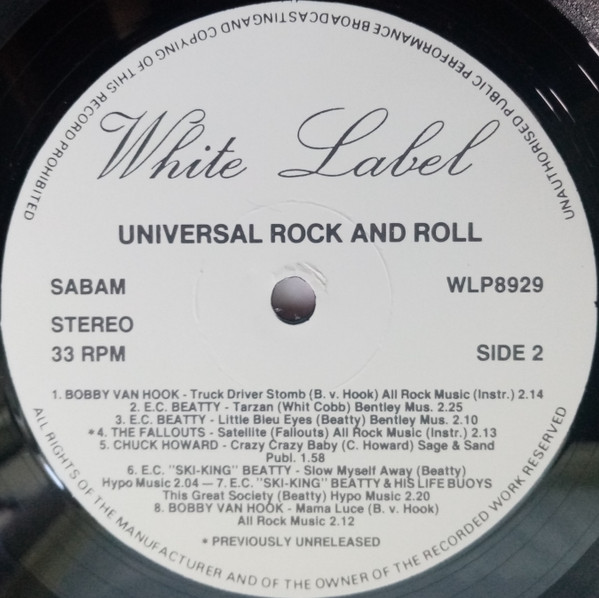 UNAUTHORISED PUBLIC PERFORMANCE BROADCASTING AND COPYING OF THIS RECORD PROHIBITED
White Label
UNIVERSAL ROCK AND ROLL
SABAM
WLP8929
STEREO
33 RPM
SIDE 2
1. BOBBY VAN HOOK - Truck Driver Stomb (B. v. Hook) All Rock Music (Instr.) 2.14
2. E.C. BEATTY - Tarzan (Whit Cobb) Bentley Mus. 2.25
3. E.C. BEATTY - Little Bleu Eyes (Beatty) Bentley Mus. 2.10
*4. THE FALLOUTS - Satellite (Fallouts) All Rock Music (Instr.) 2.13
5. CHUCK HOWARD - Crazy Crazy Baby (C. Howard) Sage & Sand
Publ. 1.58
6. E.C. "SKI-KING" BEATTY - Slow Myself Away (Beatty)
Hypo Music 2.04 — 7. E.C. "SKI-KING" BEATTY & HIS LIFE BUOYS
This Great Society (Beatty) Hypo Music 2.20
8. BOBBY VAN HOOK - Mama Luce (B. v. Hook)
All Rock Music 2.12
* PREVIOUSLY UNRELEASED
ALL RIGHTS OF THE MANUFACTURER AND OF THE OWNER OF THE RECORDED WORK RESERVED